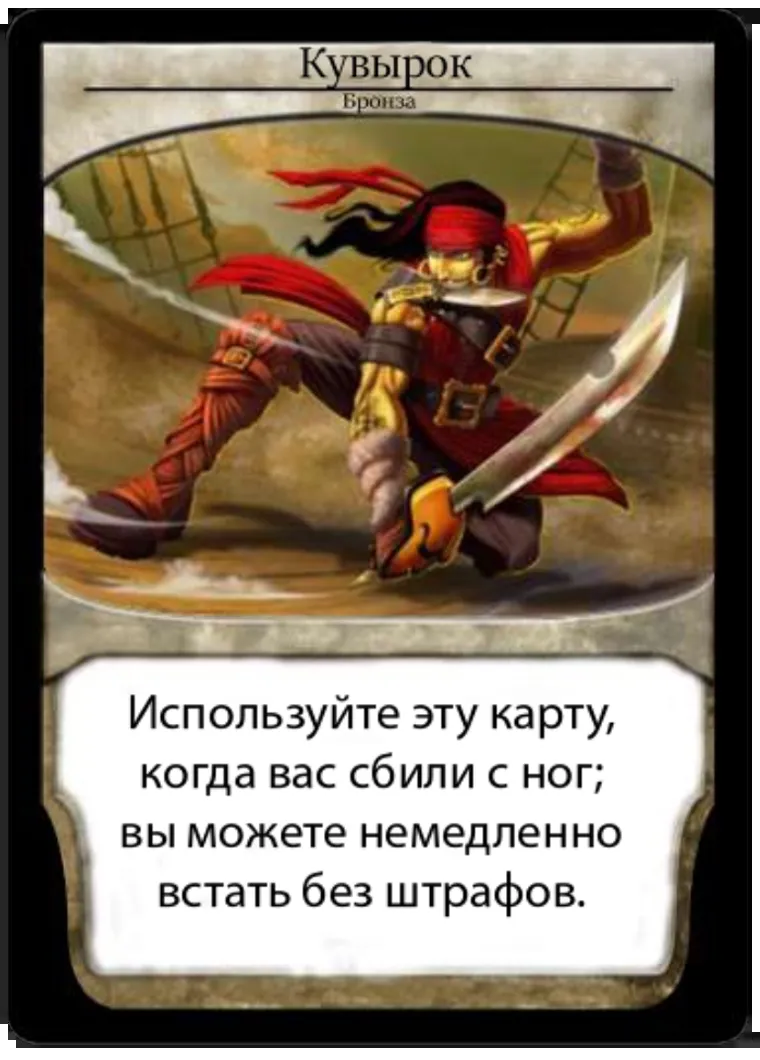 Кувырок
Бронза
Используйте эту карту,
когда вас сбили с ног;
вы можете немедленно
встать без штрафов.